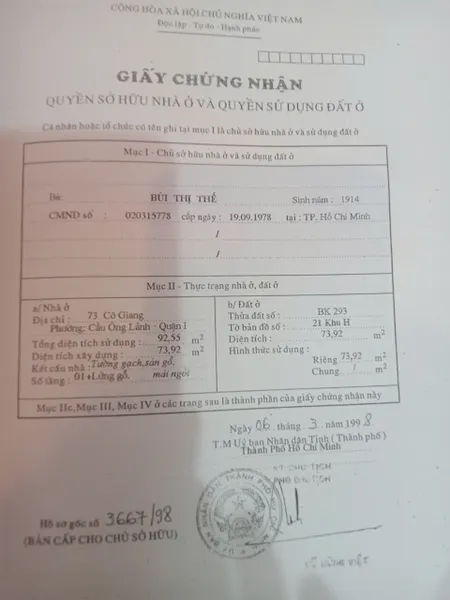 CỘNG HÒA XÃ HỘI CHỦ NGHĨA VIỆT NAM
Độc lập - Tự do - Hạnh phúc
GIẤY CHỨNG NHẬN
QUYỀN SỞ HỮU NHÀ Ở VÀ QUYỀN SỬ DỤNG ĐẤT Ở
Cá nhân hoặc tổ chức có tên ghi tại mục I là chủ sở hữu nhà ở và sử dụng đất ở
Mục I - Chủ sở hữu nhà ở và sử dụng đất ở
Bà: BÙI THỊ THẾ Sinh năm : 1914
CMND số : 020315778 cấp ngày : 19.09.1978 tại : TP. Hồ Chí Minh
/
/
Mục II - Thực trạng nhà ở, đất ở
a/ Nhà ở
Địa chỉ : 73 Cô Giang
Phường: Cầu Ông Lãnh - Quận I
Tổng diện tích sử dụng : 92,55 m2
Diện tích xây dựng : 73,92 m2
Kết cấu nhà : Tường gạch, sàn gỗ, mái ngói
Số tầng : 01+Lửng gỗ,
b/ Đất ở
Thửa đất số : BK 293
Tờ bản đồ số : 21 Khu H
Diện tích : 73,92 m2
Hình thức sử dụng :
Riêng 73,92 m2
Chung / m2
Mục IIc, Mục III, Mục IV ở các trang sau là thành phần của giấy chứng nhận này
Ngày 06 tháng 3 năm 1998
T.M Uỷ ban Nhân dân Tỉnh ( Thành phố )
Thành Phố Hồ Chí Minh
KT CHỦ TỊCH
PHÓ CHỦ TỊCH
Hồ sơ gốc số 3667/98
(BẢN CẤP CHO CHỦ SỞ HỮU)